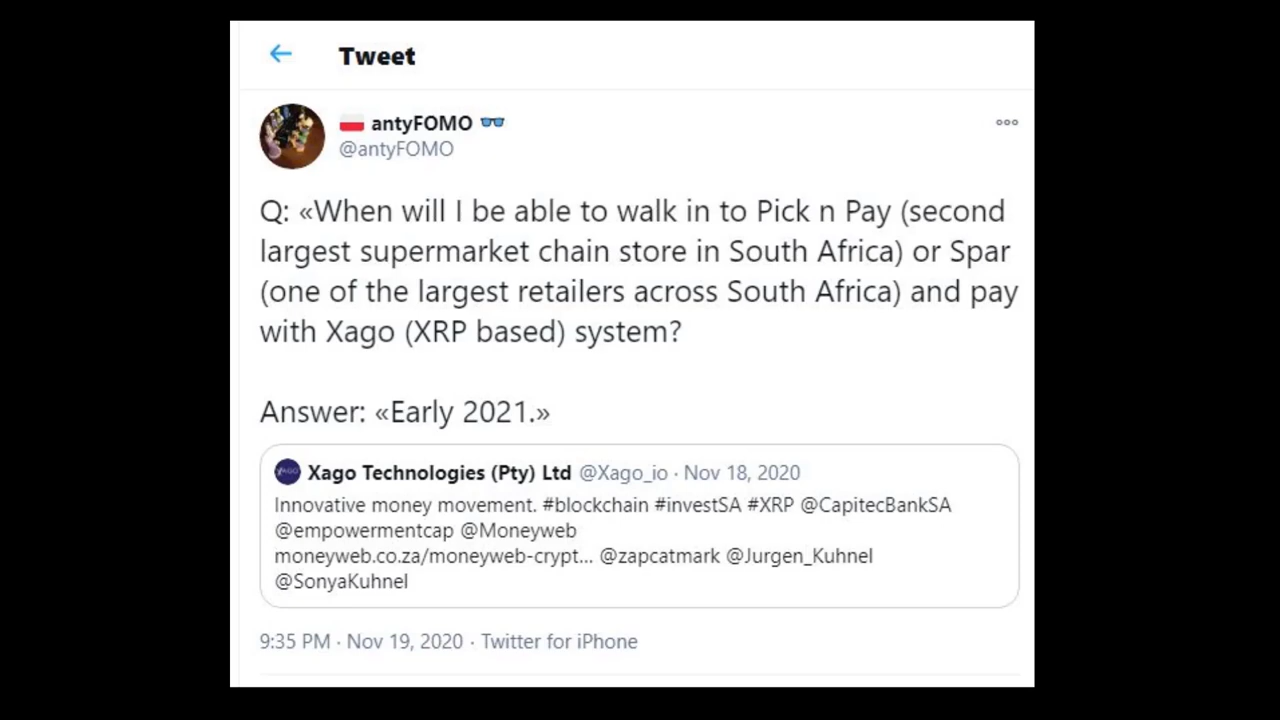 Tweet
antyFOMO
@antyFOMO
Q: «When will I be able to walk in to Pick n Pay (second
largest supermarket chain store in South Africa) or Spar
(one of the largest retailers across South Africa) and pay
with Xago (XRP based) system?
Answer: «Early 2021.»
Xago Technologies (Pty) Ltd @Xago_io · Nov 18, 2020
Innovative money movement. #blockchain #investSA #XRP @CapitecBankSA
@empowermentcap @Moneyweb
moneyweb.co.za/moneyweb-crypt... @zapcatmark @Jurgen_Kuhnel
@SonyaKuhnel
9:35 PM · Nov 19, 2020 · Twitter for iPhone